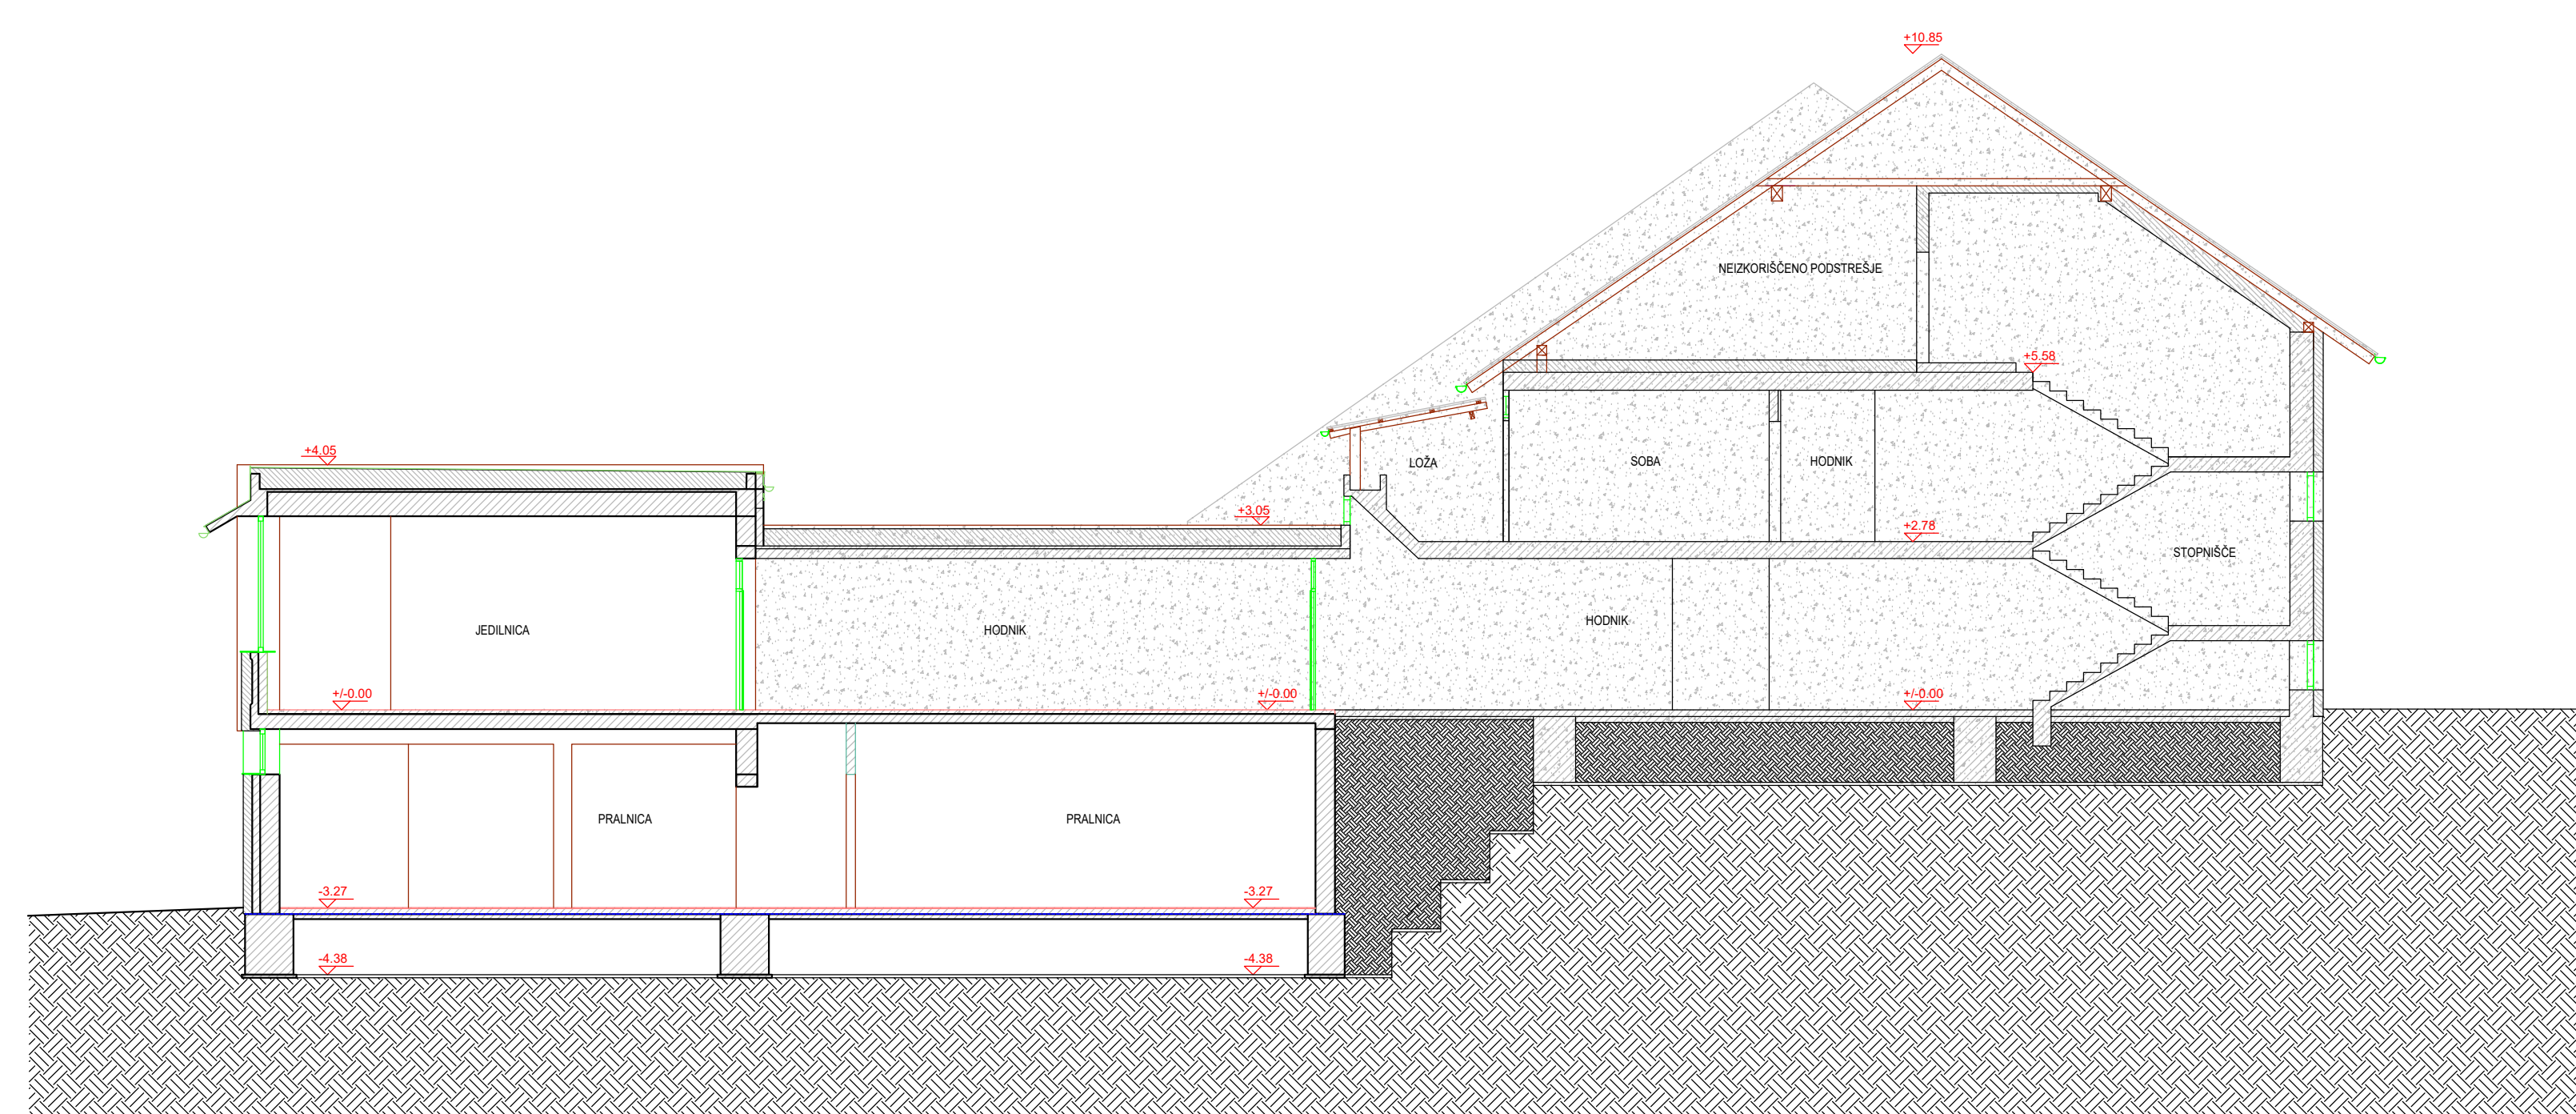 +10.85
NEIZKORIŠČENO PODSTREŠJE
+5.58
+4.05
LOŽA
SOBA
HODNIK
+3.05
+2.78
STOPNIŠČE
JEDILNICA
HODNIK
HODNIK
+/-0.00
+/-0.00
+/-0.00
PRALNICA
PRALNICA
-3.27
-3.27
-4.38
-4.38